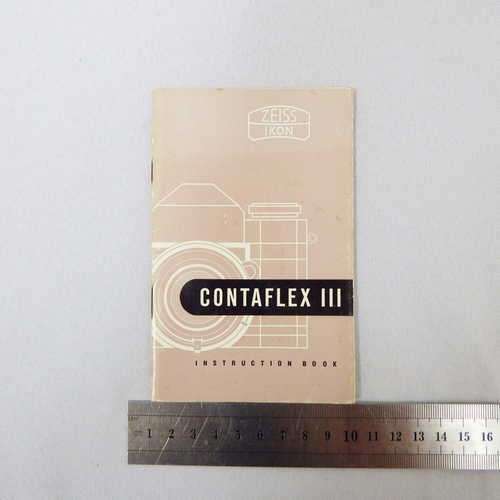 ZEISS
IKON
CONTAFLEX III
INSTRUCTION BOOK
1 2 3 4 5 6 7 8 9 10 11 12 13 14 15 16